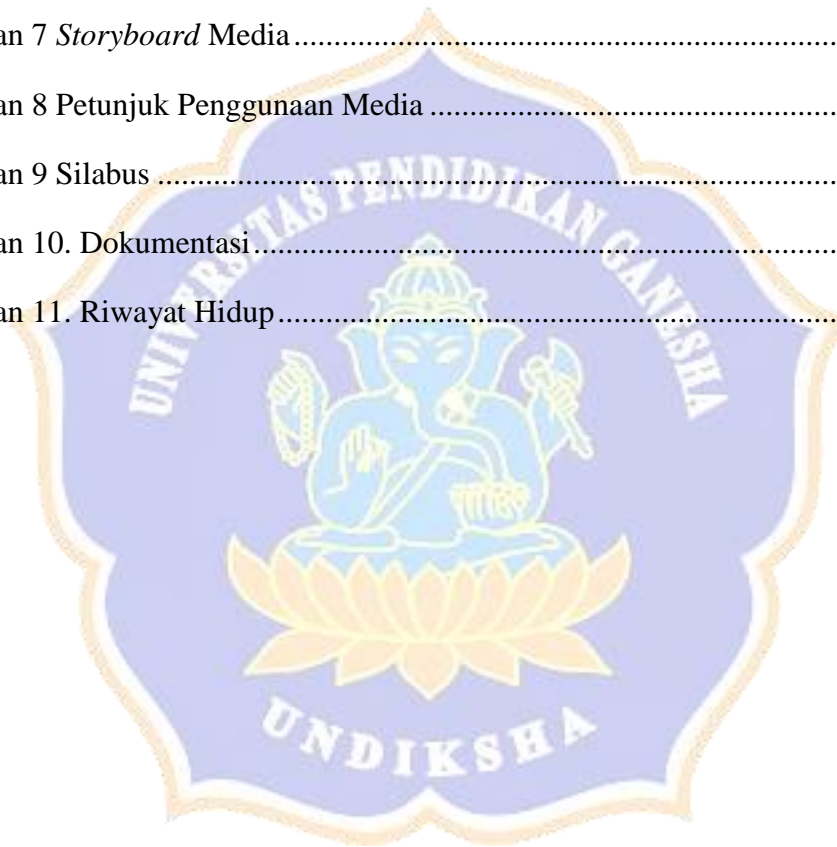 an 7 Storyboard Media........................................................................
an 8 Petunjuk Penggunaan Media ........................................................
an 9 Silabus ........................................................................................
an 10. Dokumentasi.............................................................................
an 11. Riwayat Hidup..........................................................................
UNIVERSITAS PENDIDIKAN GANESHA
UNDIKSHA